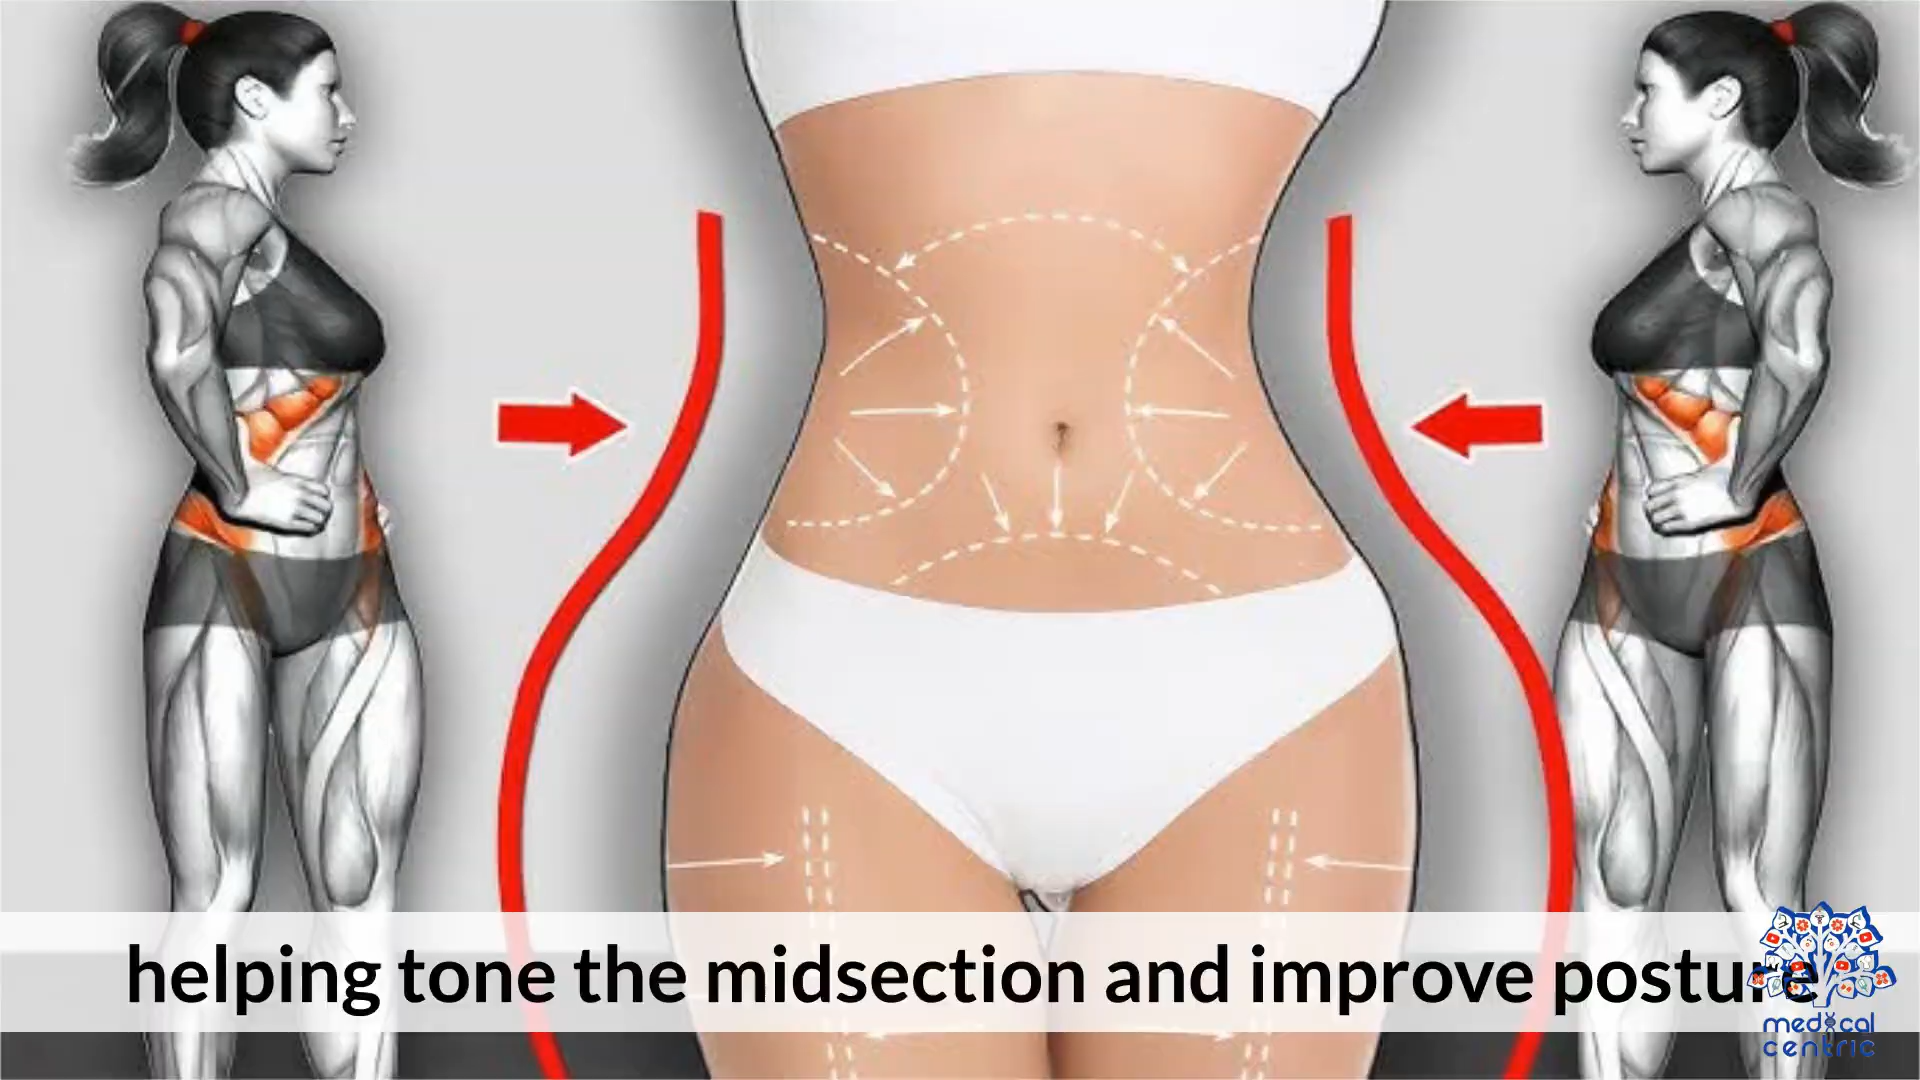 helping tone the midsection and improve posture
medical
centric